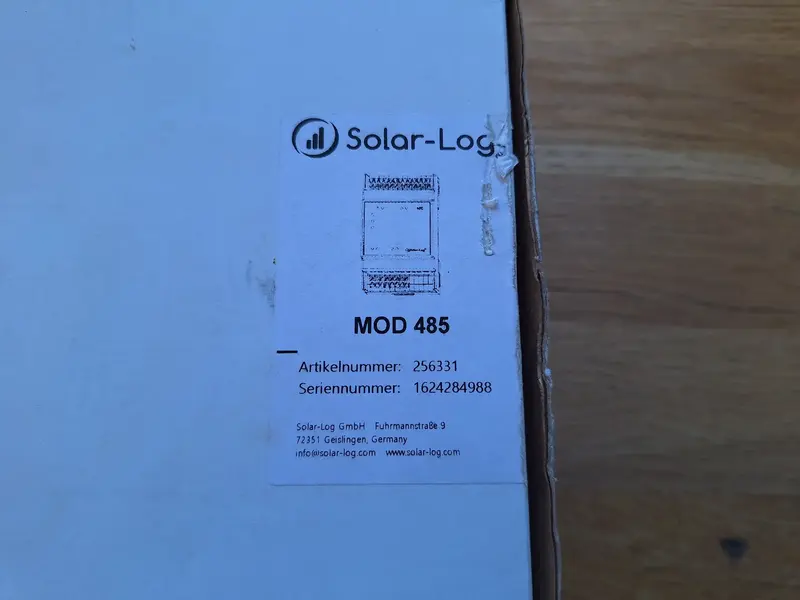 Solar-Log
MOD 485
Artikelnummer: 256331
Seriennummer: 1624284988
Solar-Log GmbH Fuhrmannstraße 9
72351 Geislingen, Germany
info@solar-log.com www.solar-log.com